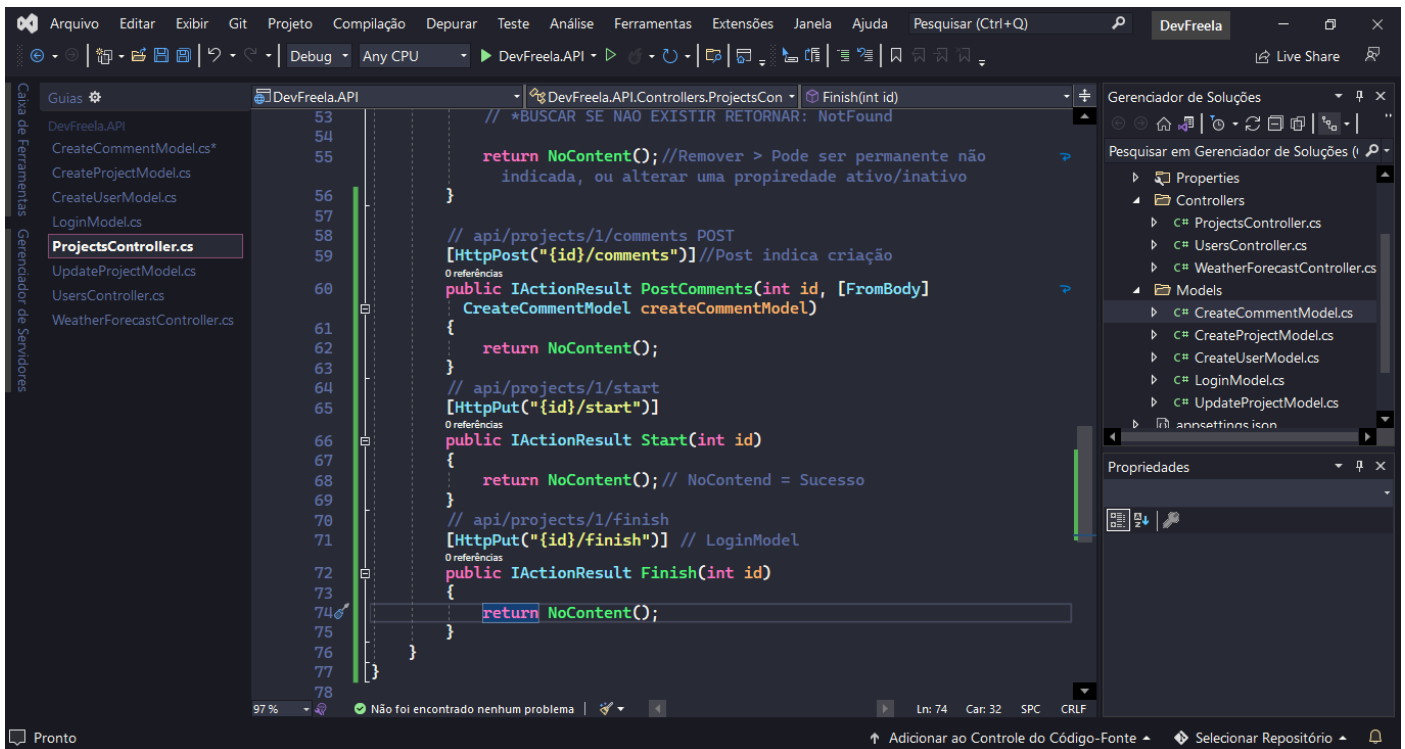 Arquivo Editar Exibir Git Projeto Compilação Depurar Teste Análise Ferramentas Extensões Janela Ajuda Pesquisar (Ctrl+Q) DevFreela
Debug Any CPU DevFreela.API Live Share
Caixa de Ferramentas
Gerenciador de Servidores
Guias
DevFreela.API
CreateCommentModel.cs*
CreateProjectModel.cs
CreateUserModel.cs
LoginModel.cs
ProjectsController.cs
UpdateProjectModel.cs
UsersController.cs
WeatherForecastController.cs
DevFreela.API DevFreela.API.Controllers.ProjectsCon Finish(int id)
53 // *BUSCAR SE NAO EXISTIR RETORNAR: NotFound
54
55 return NoContent();//Remover > Pode ser permanente não
indicada, ou alterar uma propiredade ativo/inativo
56 }
57
58 // api/projects/1/comments POST
59 [HttpPost("{id}/comments")]//Post indica criação
0 referências
60 public IActionResult PostComments(int id, [FromBody]
CreateCommentModel createCommentModel)
61 {
62 return NoContent();
63 }
64 // api/projects/1/start
65 [HttpPut("{id}/start")]
0 referências
66 public IActionResult Start(int id)
67 {
68 return NoContent();// NoContend = Sucesso
69 }
70 // api/projects/1/finish
71 [HttpPut("{id}/finish")] // LoginModel
0 referências
72 public IActionResult Finish(int id)
73 {
74 return NoContent();
75 }
76 }
77 }
78
97 % Não foi encontrado nenhum problema Ln: 74 Car: 32 SPC CRLF
Gerenciador de Soluções
Pesquisar em Gerenciador de Soluções (
Properties
Controllers
C# ProjectsController.cs
C# UsersController.cs
C# WeatherForecastController.cs
Models
C# CreateCommentModel.cs
C# CreateProjectModel.cs
C# CreateUserModel.cs
C# LoginModel.cs
C# UpdateProjectModel.cs
appsettings.json
Propriedades
Pronto Adicionar ao Controle do Código-Fonte Selecionar Repositório